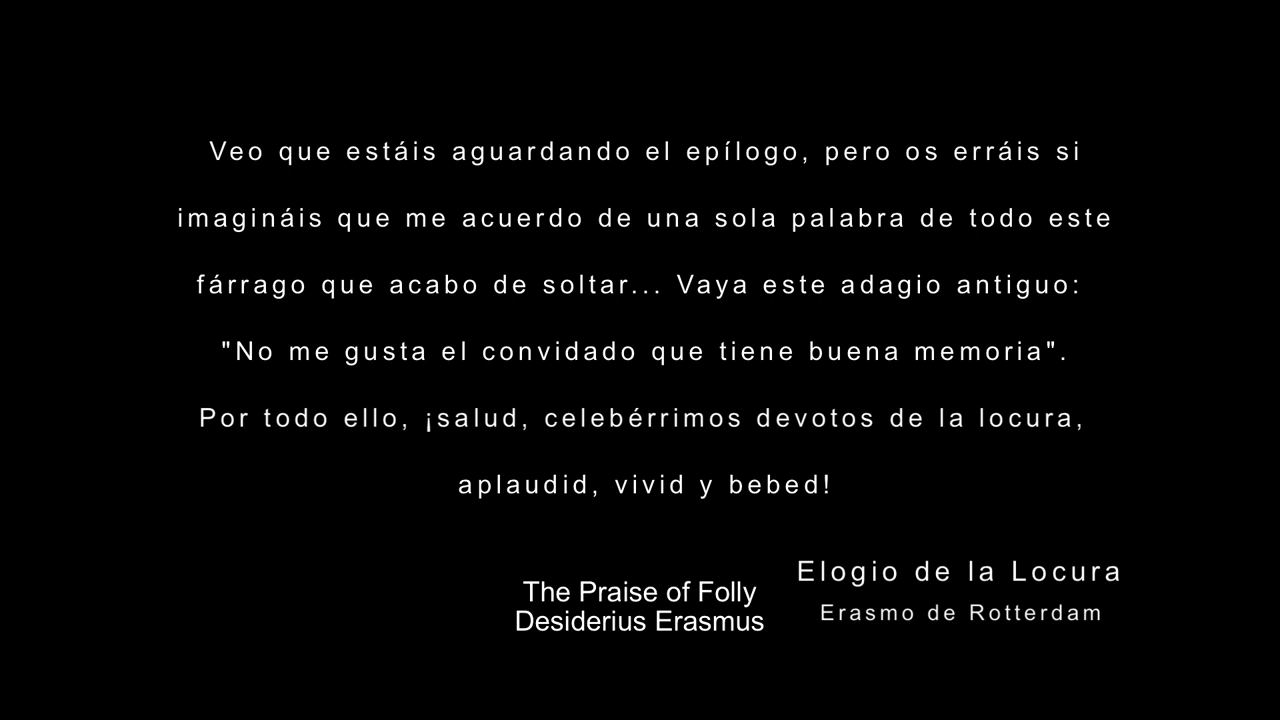 Veo que estáis aguardando el epílogo, pero os erráis si
imagináis que me acuerdo de una sola palabra de todo este
fárrago que acabo de soltar... Vaya este adagio antiguo:
"No me gusta el convidado que tiene buena memoria".
Por todo ello, ¡salud, celebérrimos devotos de la locura,
aplaudid, vivid y bebed!
Elogio de la Locura
Erasmo de Rotterdam
The Praise of Folly
Desiderius Erasmus